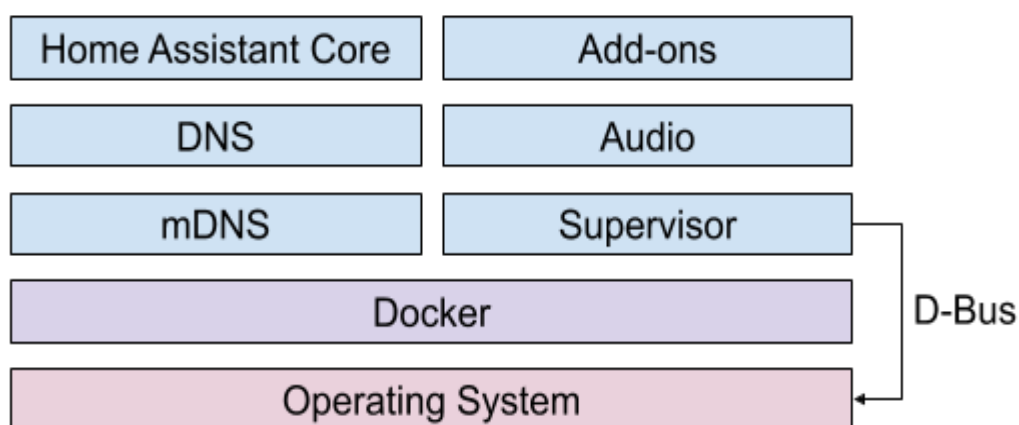 Home Assistant Core
Add-ons
DNS
Audio
mDNS
Supervisor
Docker
D-Bus
Operating System